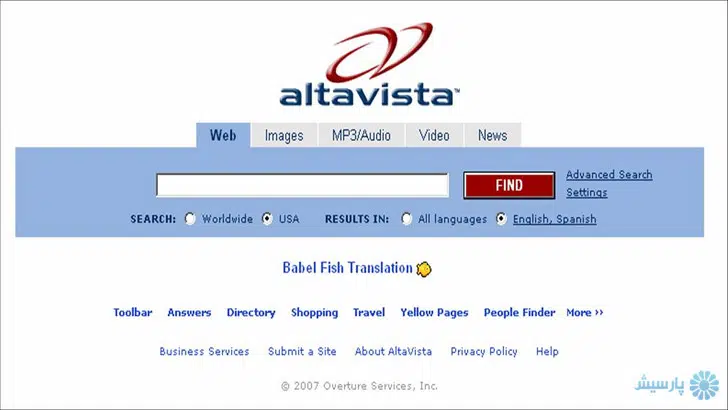 altavista™
Web Images MP3/Audio Video News
FIND
Advanced Search
Settings
SEARCH: Worldwide USA RESULTS IN: All languages English, Spanish
Babel Fish Translation
Toolbar Answers Directory Shopping Travel Yellow Pages People Finder More >>
Business Services Submit a Site About AltaVista Privacy Policy Help
© 2007 Overture Services, Inc.
پارسیش